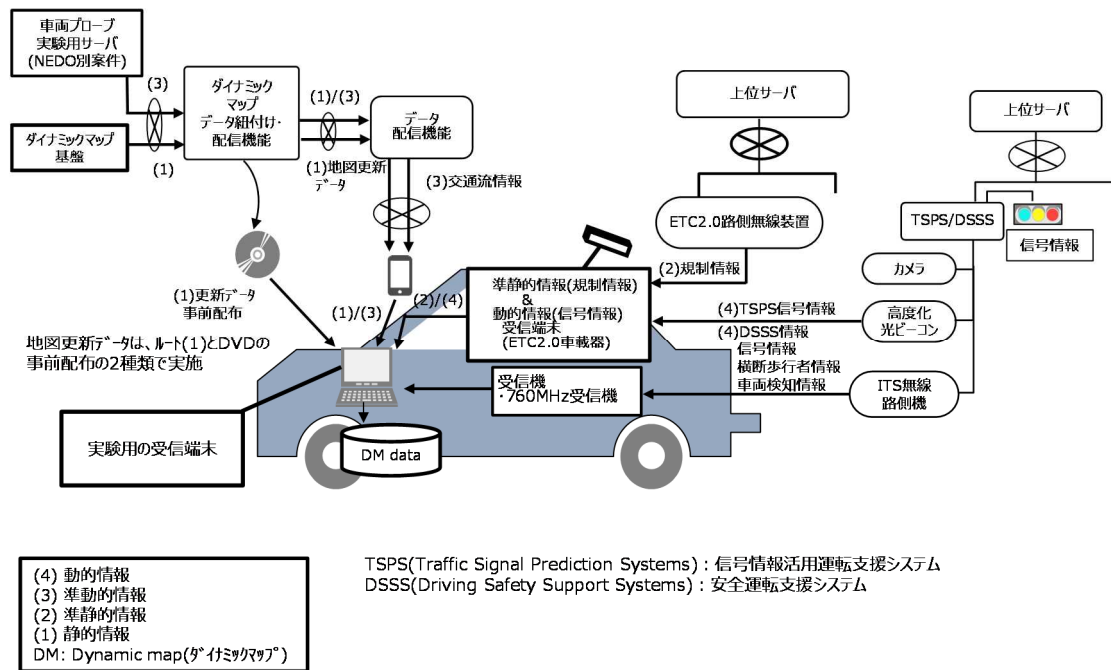 車両プローブ
実験用サーバ
(NEDO別案件)
(3)
ダイナミックマップ
基盤
(1)
ダイナミック
マップ
データ紐付け・
配信機能
(1)/(3)
データ
配信機能
(1)地図更新
データ
(3)交通流情報
上位サーバ
上位サーバ
ETC2.0路側無線装置
TSPS/DSSS
信号情報
(2)規制情報
カメラ
高度化
光ビーコン
ITS無線
路側機
(1)更新データ
事前配布
(1)/(3)
(2)/(4)
準静的情報(規制情報)
&
動的情報(信号情報)
受信端末
(ETC2.0車載器)
(4)TSPS信号情報
(4)DSSS情報
信号情報
横断歩行者情報
車両検知情報
地図更新データは、ルート(1)とDVDの
事前配布の2種類で実施
受信機
・760MHz受信機
実験用の受信端末
DM data
(4) 動的情報
(3) 準動的情報
(2) 準静的情報
(1) 静的情報
DM: Dynamic map(ダイナミックマップ)
TSPS(Traffic Signal Prediction Systems) : 信号情報活用運転支援システム
DSSS(Driving Safety Support Systems) : 安全運転支援システム